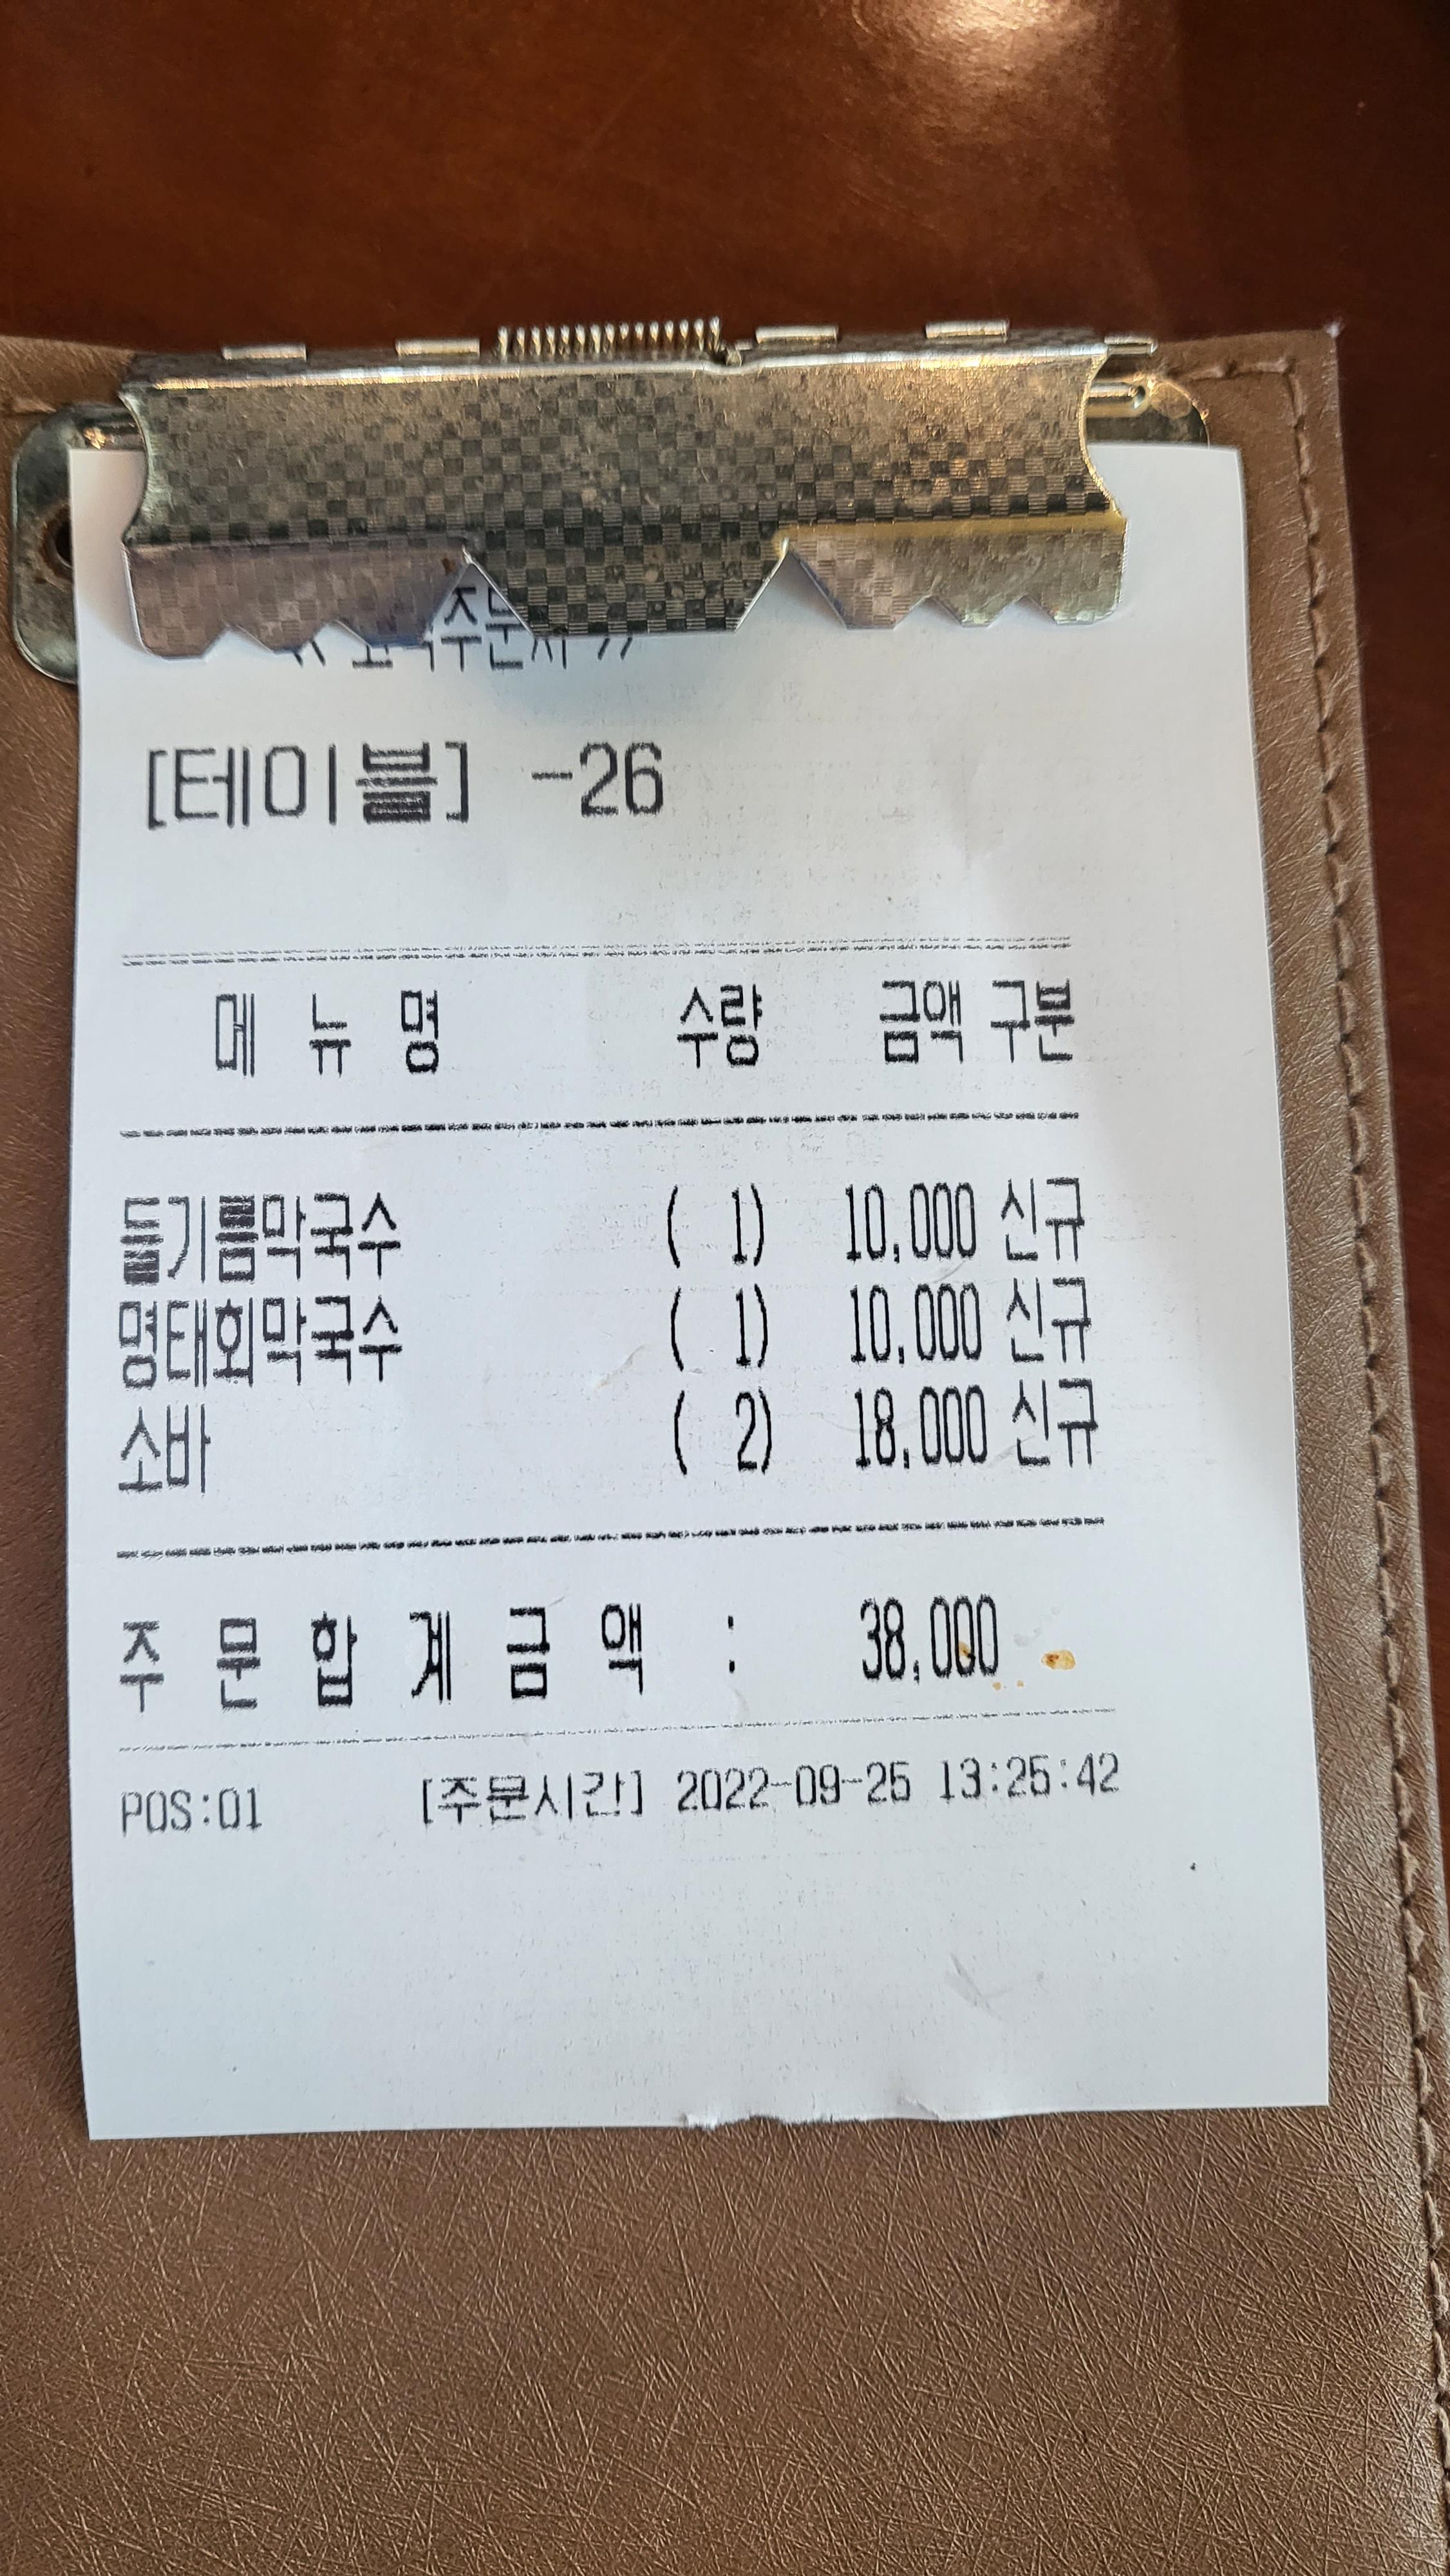 [테이블] -26
메 뉴 명 수량 금액 구분
들기름막국수 ( 1) 10,000 신규
명태회막국수 ( 1) 10,000 신규
소바 ( 2) 18,000 신규
주 문 합 계 금 액 : 38,000
POS:01 [주문시간] 2022-09-25 13:25:42